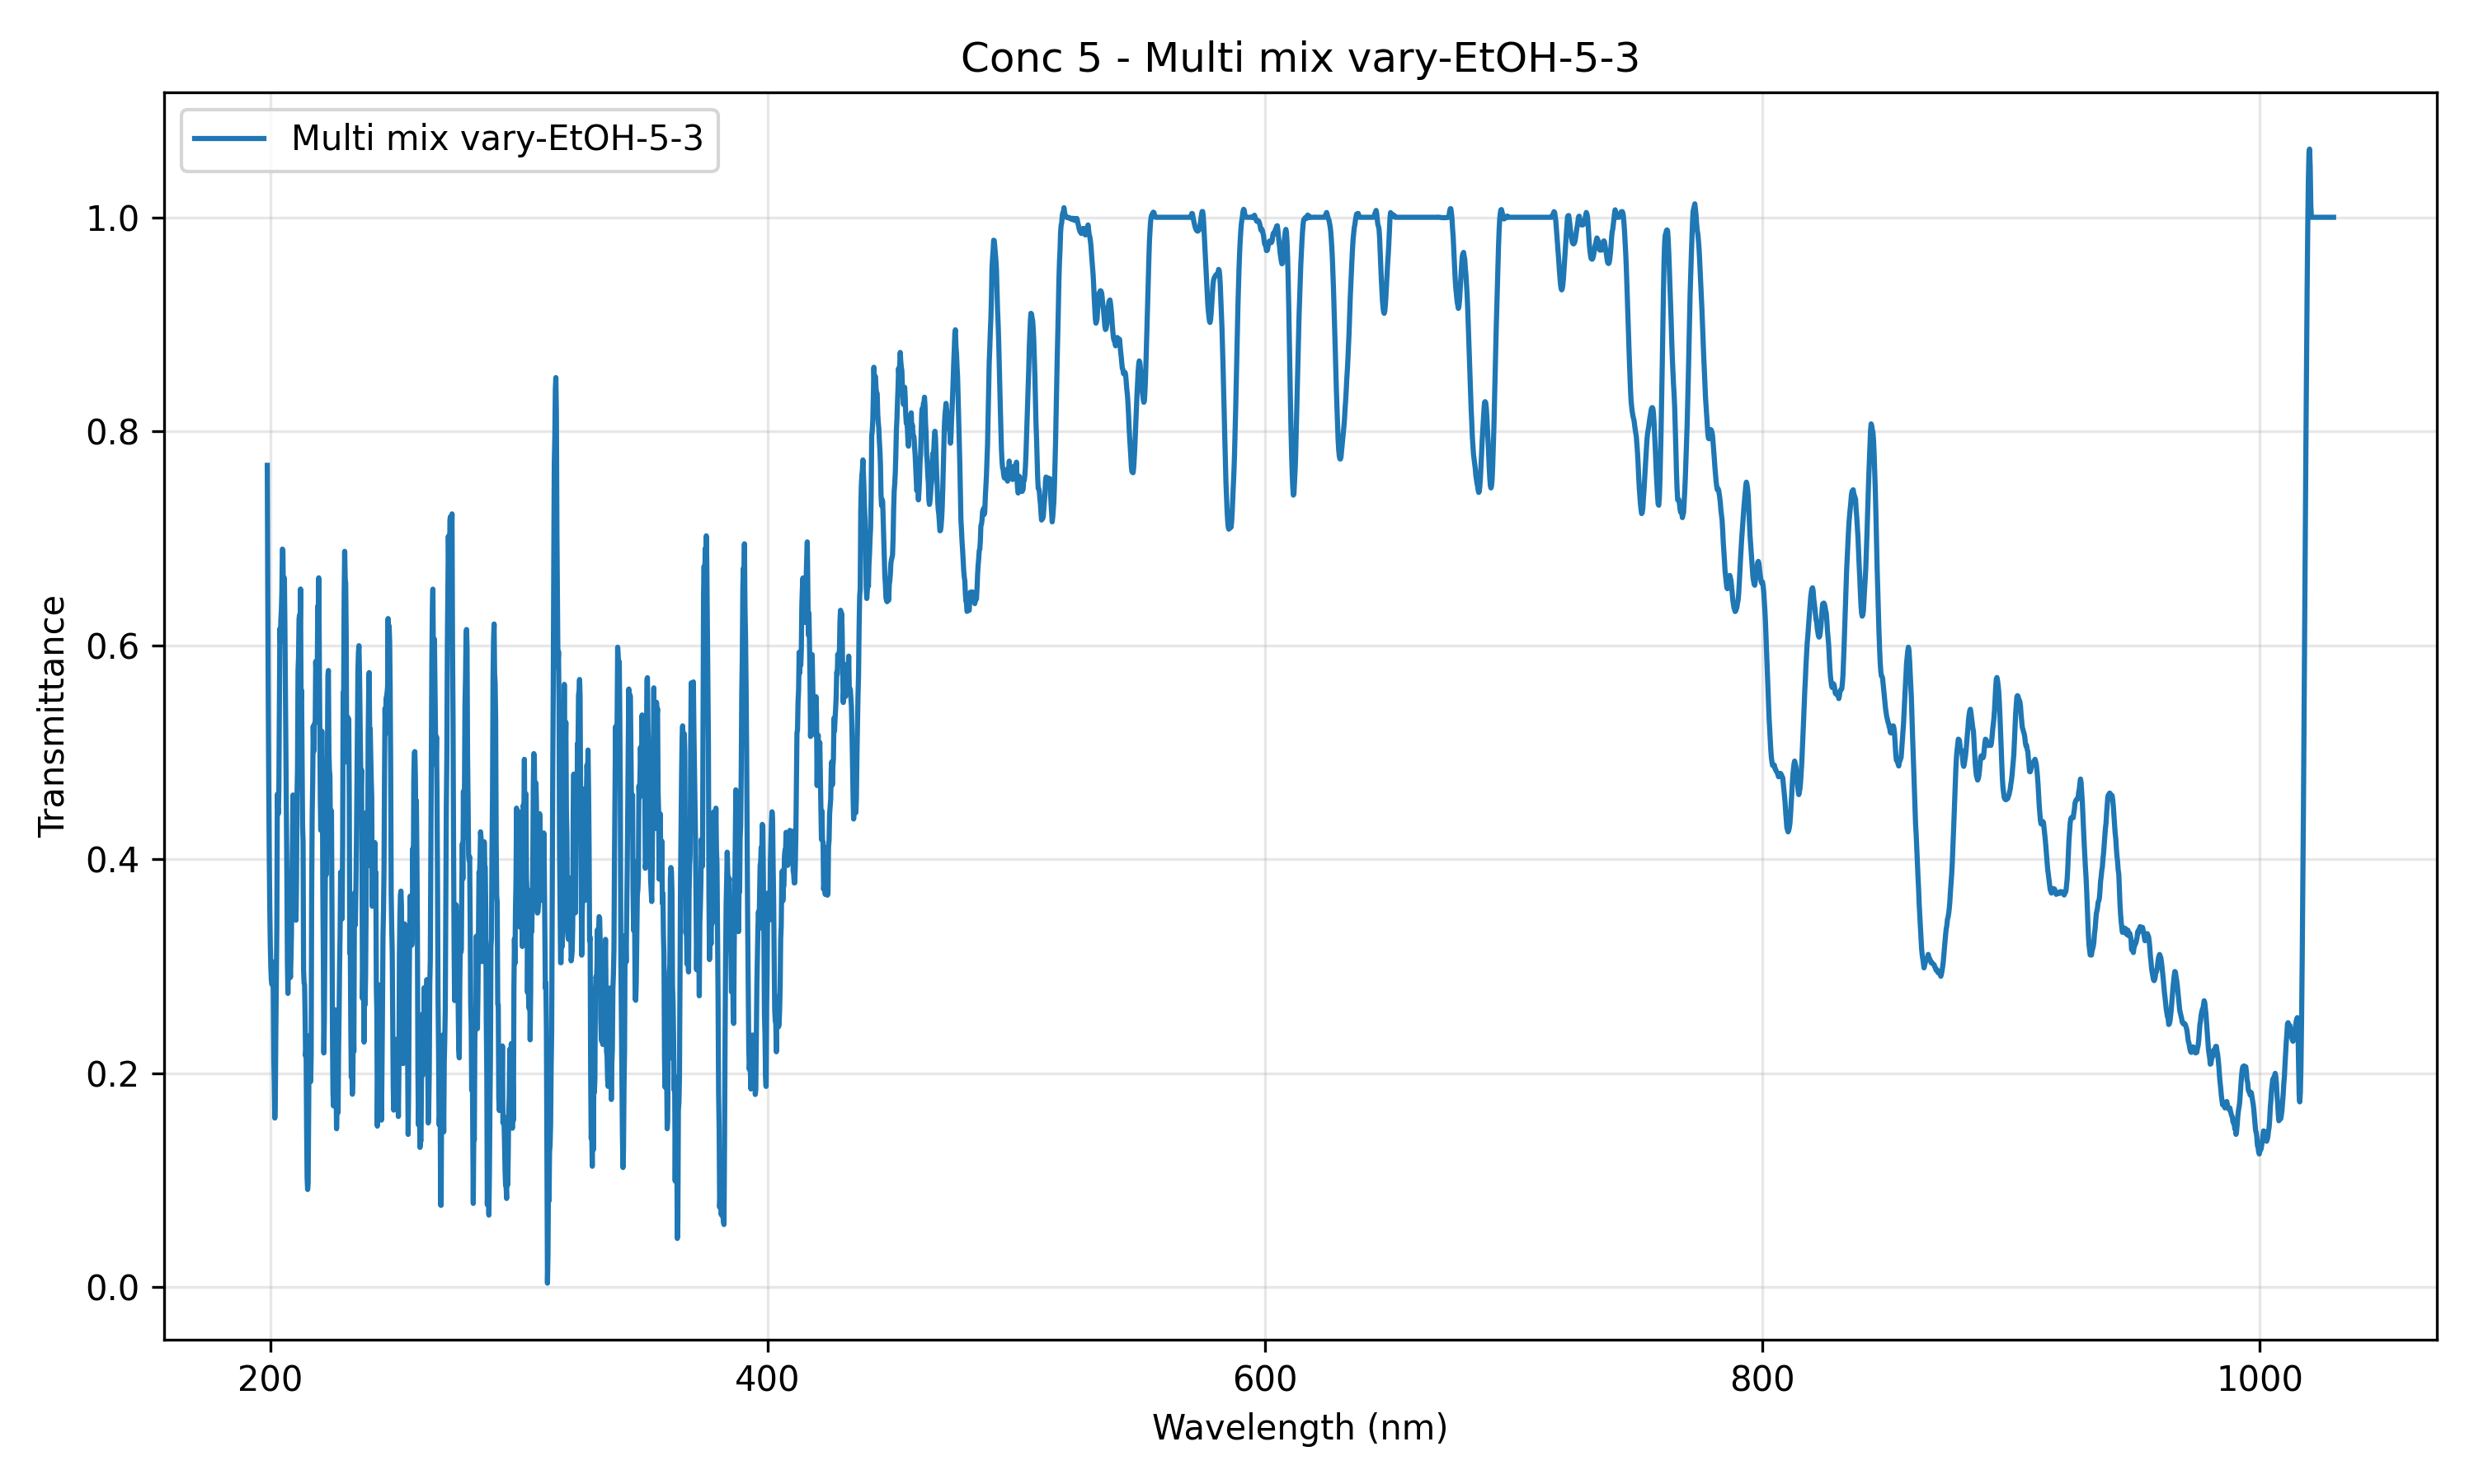 Conc 5 - Multi mix vary-EtOH-5-3
Multi mix vary-EtOH-5-3
Transmittance
1.0
0.8
0.6
0.4
0.2
0.0
200 400 600 800 1000
Wavelength (nm)